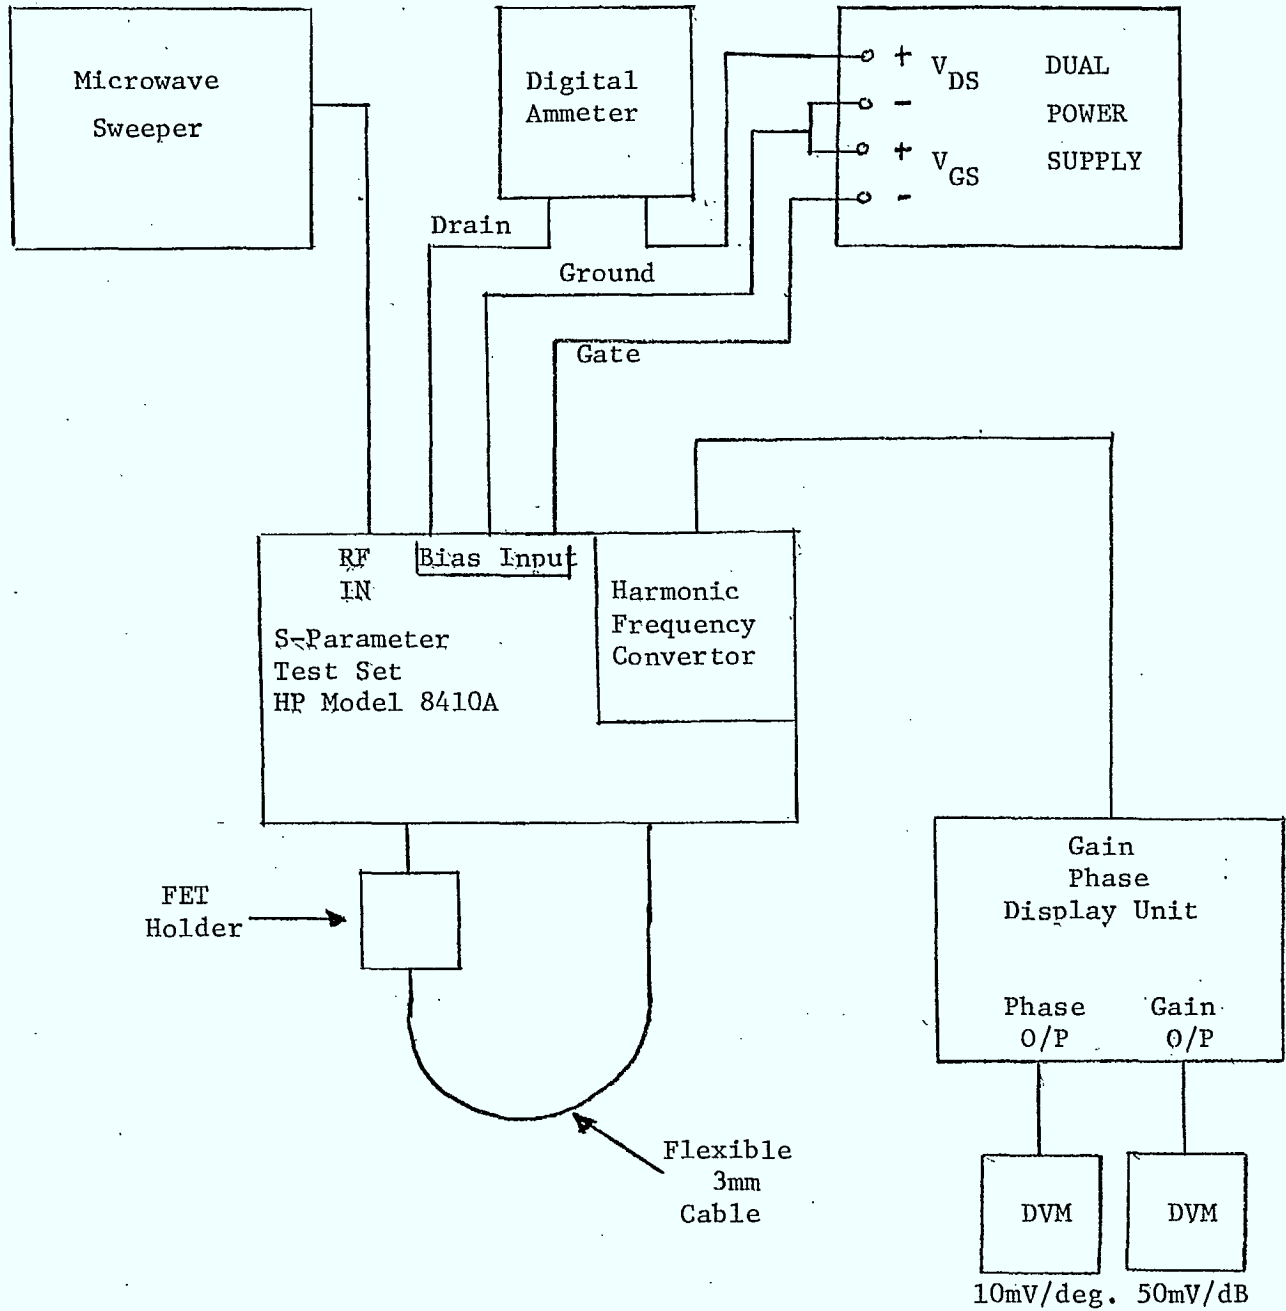 Microwave
Sweeper
Digital
Ammeter
+ V_DS DUAL
- POWER
+ V_GS SUPPLY
-
Drain
Ground
Gate
RF
IN
Bias Input
S-Parameter
Test Set
HP Model 8410A
Harmonic
Frequency
Convertor
FET
Holder
Flexible
3mm
Cable
Gain
Phase
Display Unit
Phase
O/P
Gain
O/P
DVM
DVM
10mV/deg.
50mV/dB